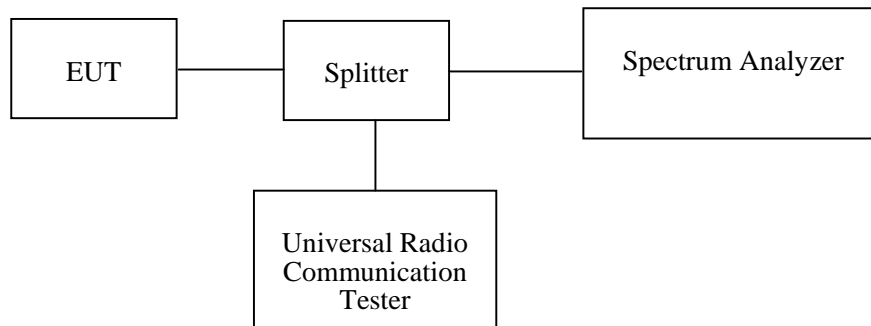 EUT
Splitter
Spectrum Analyzer
Universal Radio
Communication
Tester